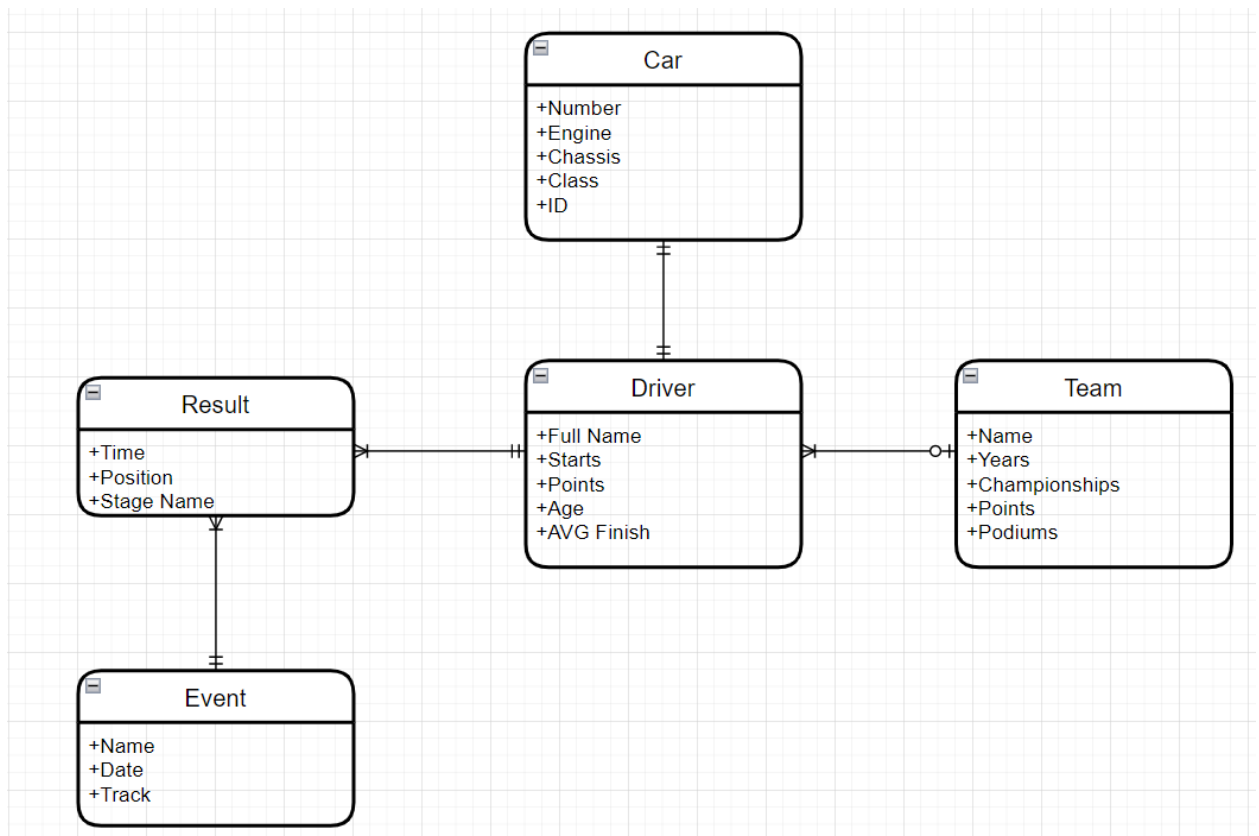 Car
+Number
+Engine
+Chassis
+Class
+ID
Result
+Time
+Position
+Stage Name
Driver
+Full Name
+Starts
+Points
+Age
+AVG Finish
Team
+Name
+Years
+Championships
+Points
+Podiums
Event
+Name
+Date
+Track